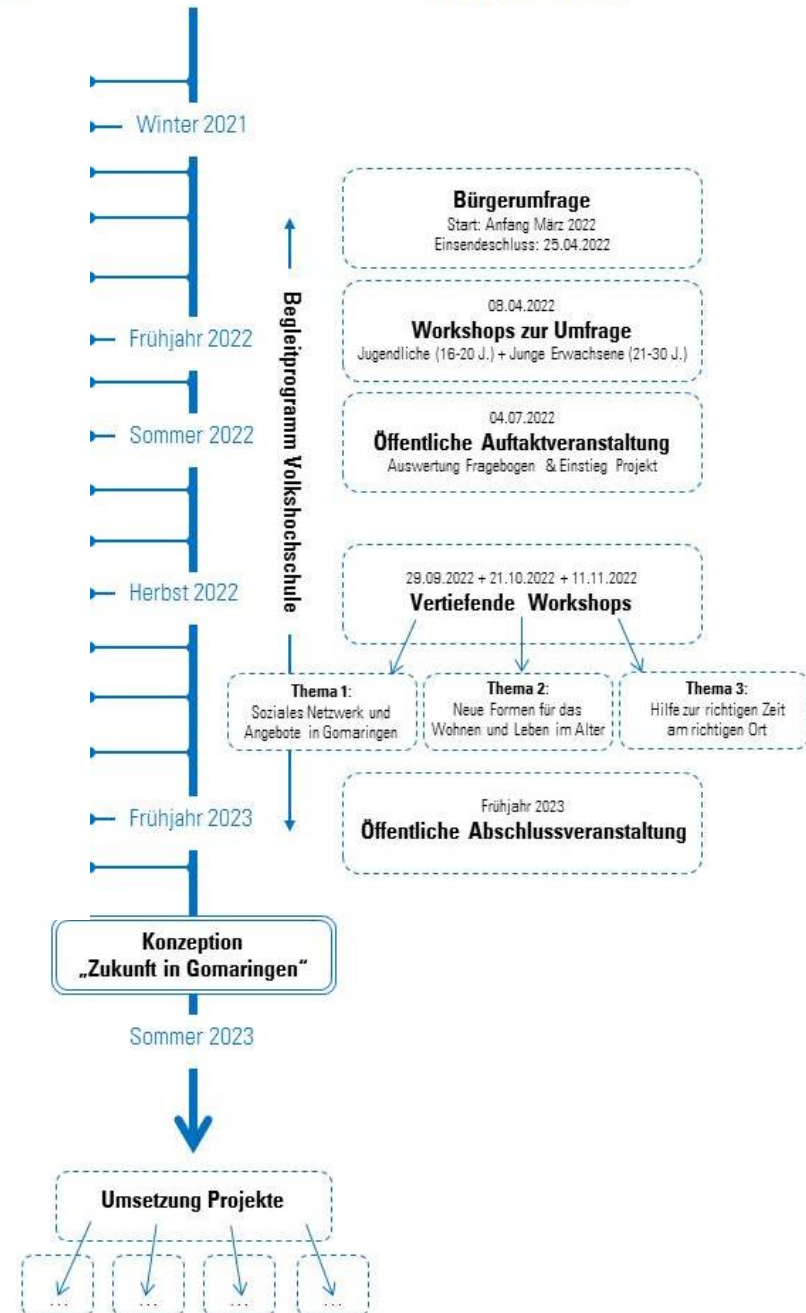 Winter 2021
Bürgerumfrage
Start: Anfang März 2022
Einsendeschluss: 25.04.2022
Begleitprogramm Volkshochschule
08.04.2022
Workshops zur Umfrage
Jugendliche (16-20 J.) + Junge Erwachsene (21-30 J.)
Frühjahr 2022
04.07.2022
Öffentliche Auftaktveranstaltung
Auswertung Fragebogen & Einstieg Projekt
Sommer 2022
29.09.2022 + 21.10.2022 + 11.11.2022
Vertiefende Workshops
Herbst 2022
Thema 1:
Soziales Netzwerk und
Angebote in Gomaringen
Thema 2:
Neue Formen für das
Wohnen und Leben im Alter
Thema 3:
Hilfe zur richtigen Zeit
am richtigen Ort
Frühjahr 2023
Öffentliche Abschlussveranstaltung
Frühjahr 2023
Konzeption
„Zukunft in Gomaringen“
Sommer 2023
Umsetzung Projekte
...
...
...
...